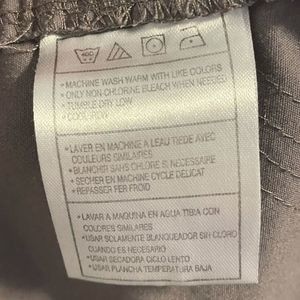 • MACHINE WASH WARM WITH LIKE COLORS
• ONLY NON-CHLORINE BLEACH WHEN NEEDED
• TUMBLE DRY LOW
• COOL IRON
• LAVER EN MACHINE A LEAU TIEDE AVEC
COULEURS SIMILAIRES
• BLANCHIR SANS CHLORE S. NECESSAIRE
• SECHER EN MACHINE CYCLE DELICAT
• REPASSER FER FROID
• LAVAR A MAQUINA EN AGUA TIBIA CON
COLORES SIMILARES
• USAR SOLAMENTE BLANQUEADOR SIN CLORO
CUANDO ES NECESARIO
• USAR SECADORA CICLO LENTO
• USAR PLANCHA TEMPERATURA BAJA